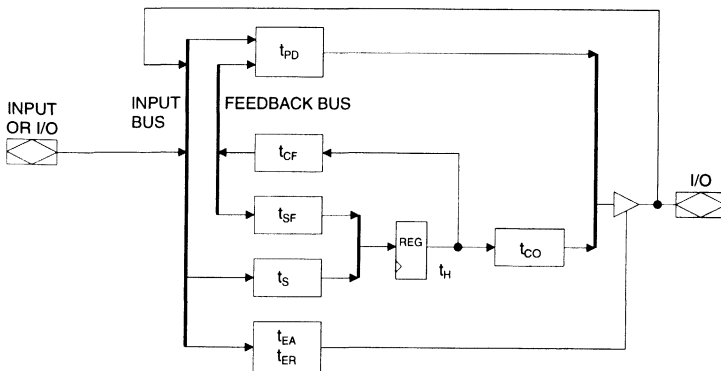 t_PD
INPUT
OR I/O
INPUT
BUS
FEEDBACK BUS
t_CF
I/O
t_SF
REG
t_H
t_CO
t_S
t_EA
t_ER